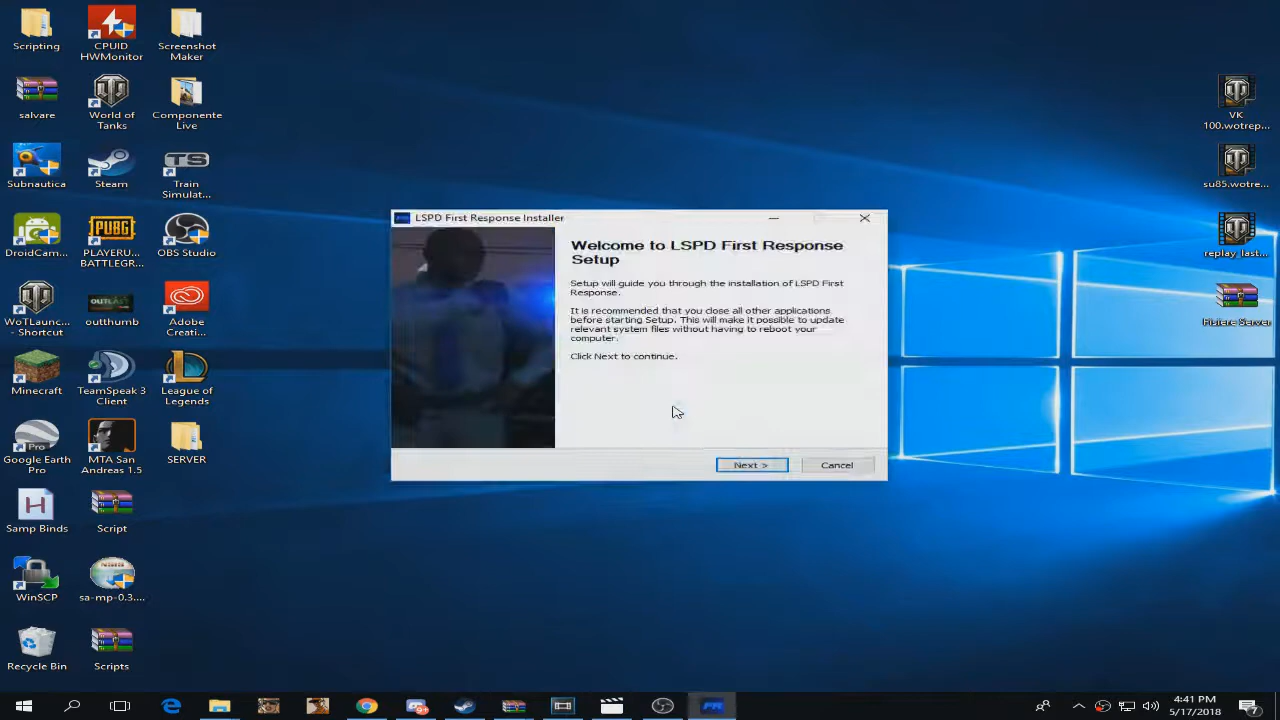 Scripting
CPUID
HWMonitor
Screenshot
Maker
salvare
World of
Tanks
Componente
Live
Subnautica
Steam
Train
Simulat...
DroidCam...
PLAYERU...
BATTLEGR...
OBS Studio
WoTLaunc...
- Shortcut
outthumb
Adobe
Creati...
Minecraft
TeamSpeak 3
Client
League of
Legends
Google Earth
Pro
MTA San
Andreas 1.5
SERVER
Samp Binds
Script
WinSCP
sa-mp-0.3....
Recycle Bin
Scripts
VK
100.wotrep...
su85.wotre...
replay_last...
Fisiere Server
LSPD First Response Installer
Welcome to LSPD First Response
Setup
Setup will guide you through the installation of LSPD First
Response.
It is recommended that you close all other applications
before starting Setup. This will make it possible to update
relevant system files without having to reboot your
computer.
Click Next to continue.
Next >
Cancel
4:41 PM
5/17/2018